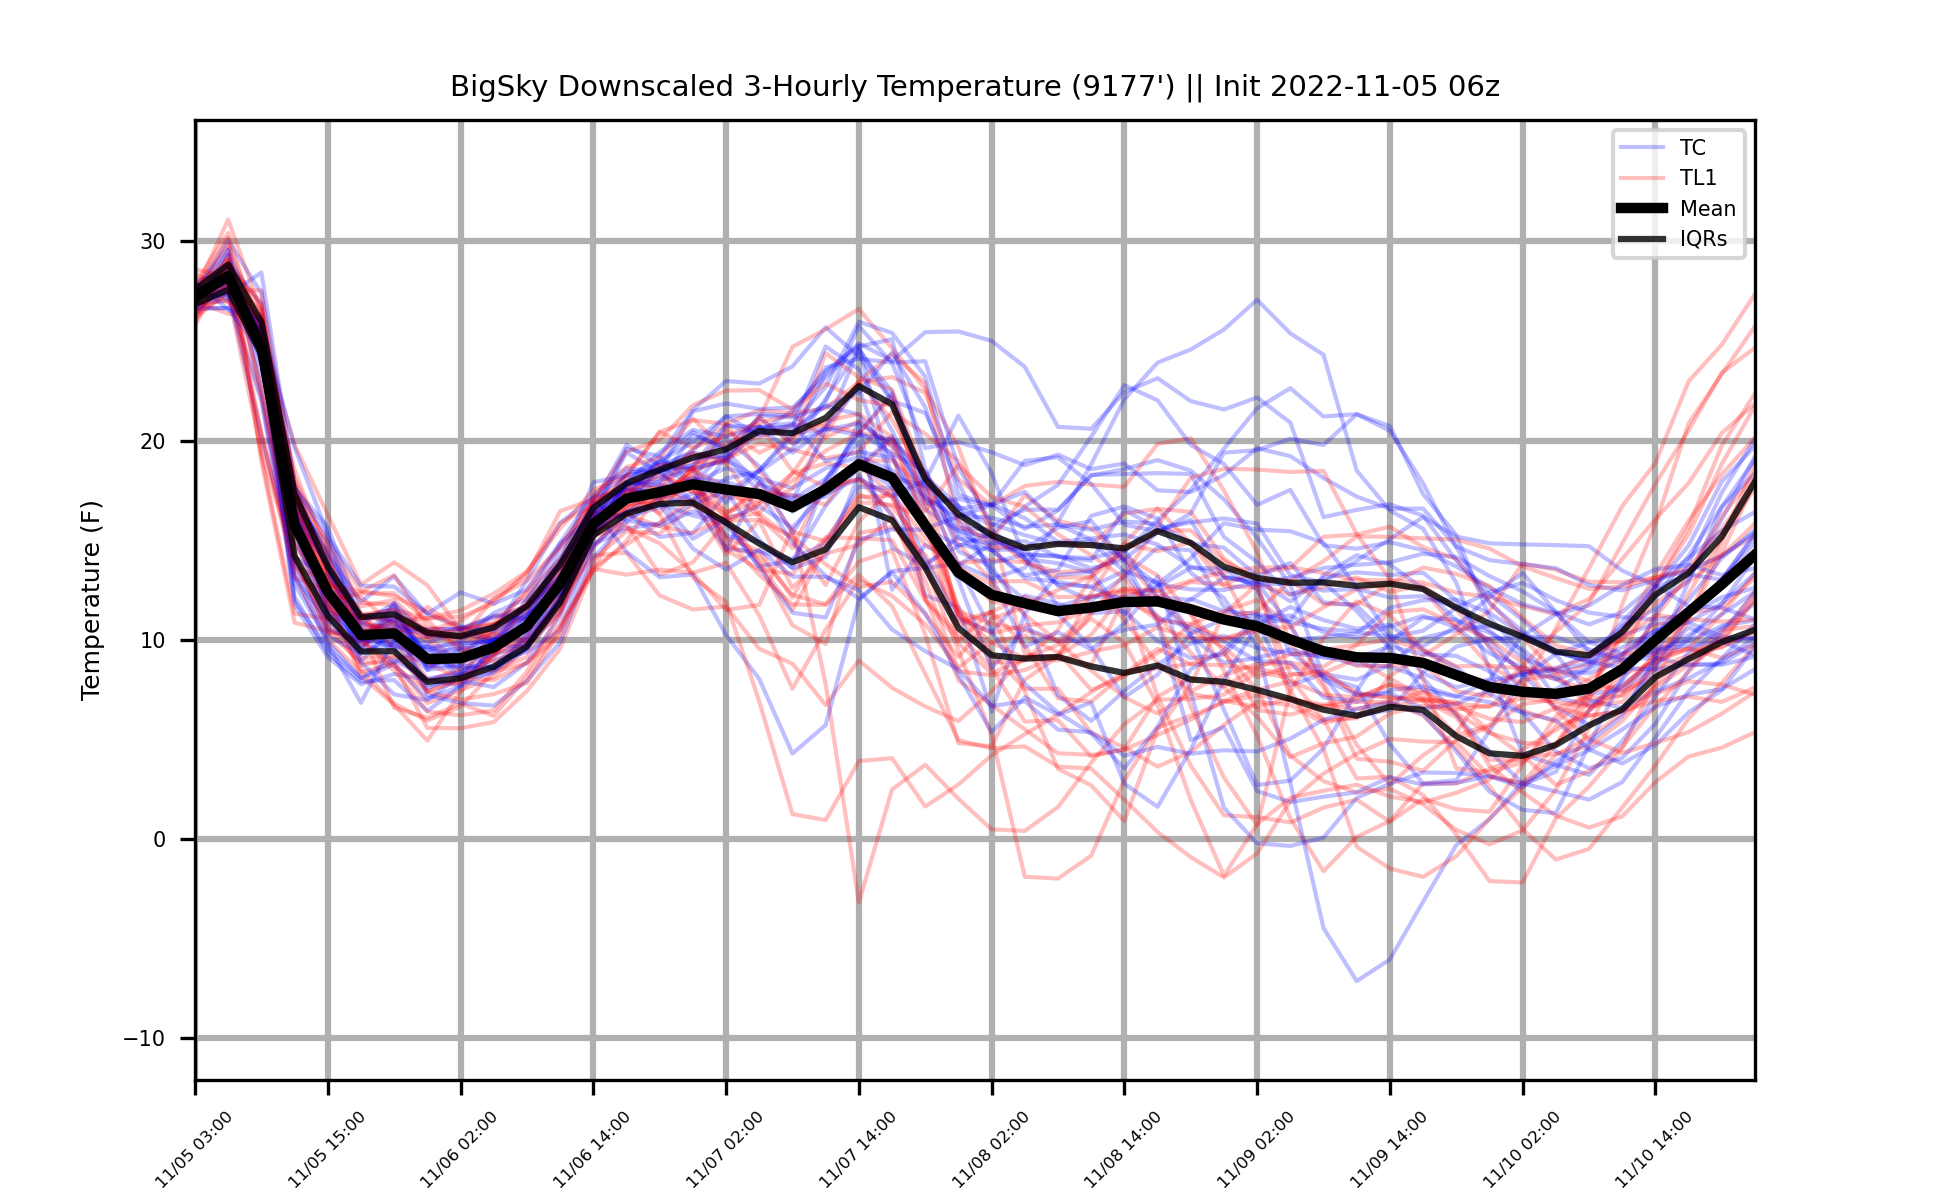 BigSky Downscaled 3-Hourly Temperature (9177') || Init 2022-11-05 06z
TC
TL1
Mean
IQRs
Temperature (F)
30
20
10
0
−10
11/05 03:00
11/05 15:00
11/06 02:00
11/06 14:00
11/07 02:00
11/07 14:00
11/08 02:00
11/08 14:00
11/09 02:00
11/09 14:00
11/10 02:00
11/10 14:00